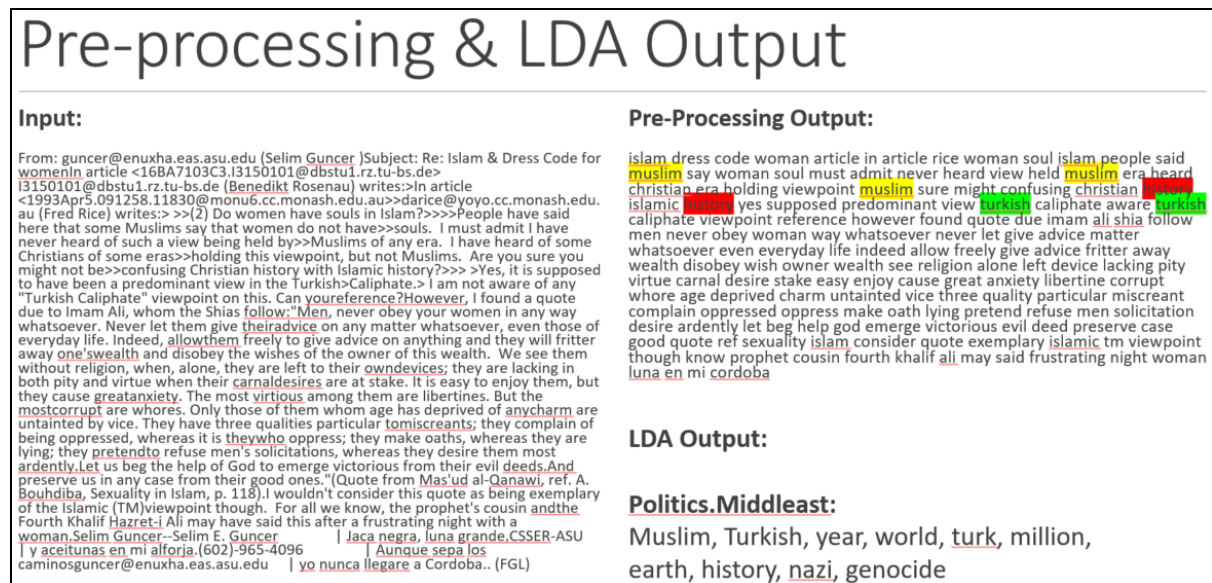 Pre-processing & LDA Output
Input:
From: guncer@enuxha.eas.asu.edu (Selim Guncer )Subject: Re: Islam & Dress Code for
womenIn article <16BA7103C3.I3150101@dbstu1.rz.tu-bs.de>
I3150101@dbstu1.rz.tu-bs.de (Benedikt Rosenau) writes:>In article
<1993Apr5.091258.11830@monu6.cc.monash.edu.au>>darice@yoyo.cc.monash.edu.
au (Fred Rice) writes:> >>(2) Do women have souls in Islam?>>>>People have said
here that some Muslims say that women do not have>>souls.  I must admit I have
never heard of such a view being held by>>Muslims of any era.  I have heard of some
Christians of some eras>>holding this viewpoint, but not Muslims.  Are you sure you
might not be>>confusing Christian history with Islamic history?>>> >Yes, it is supposed
to have been a predominant view in the Turkish>Caliphate.> I am not aware of any
"Turkish Caliphate" viewpoint on this. Can youreference?However, I found a quote
due to Imam Ali, whom the Shias follow:"Men, never obey your women in any way
whatsoever. Never let them give theiradvice on any matter whatsoever, even those of
everyday life. Indeed, allowthem freely to give advice on anything and they will fritter
away one'swealth and disobey the wishes of the owner of this wealth.  We see them
without religion, when, alone, they are left to their owndevices; they are lacking in
both pity and virtue when their carnaldesires are at stake. It is easy to enjoy them, but
they cause greatanxiety. The most virtious among them are libertines. But the
mostcorrupt are whores. Only those of them whom age has deprived of anycharm are
untainted by vice. They have three qualities particular tomiscreants; they complain of
being oppressed, whereas it is theywho oppress; they make oaths, whereas they are
lying; they pretendto refuse men's solicitations, whereas they desire them most
ardently.Let us beg the help of God to emerge victorious from their evil deeds.And
preserve us in any case from their good ones."(Quote from Mas'ud al-Qanawi, ref. A.
Bouhdiba, Sexuality in Islam, p. 118).I wouldn't consider this quote as being exemplary
of the Islamic (TM)viewpoint though.  For all we know, the prophet's cousin andthe
Fourth Khalif Hazret-i Ali may have said this after a frustrating night with a
woman.Selim Guncer--Selim E. Guncer | Jaca negra, luna grande,CSSER-ASU
| y aceitunas en mi alforja.(602)-965-4096 | Aunque sepa los
caminosguncer@enuxha.eas.asu.edu | yo nunca llegare a Cordoba.. (FGL)
Pre-Processing Output:
islam dress code woman article in article rice woman soul islam people said
muslim say woman soul must admit never heard view held muslim era heard
christian era holding viewpoint muslim sure might confusing christian history
islamic history yes supposed predominant view turkish caliphate aware turkish
caliphate viewpoint reference however found quote due imam ali shia follow
men never obey woman way whatsoever never let give advice matter
whatsoever even everyday life indeed allow freely give advice fritter away
wealth disobey wish owner wealth see religion alone left device lacking pity
virtue carnal desire stake easy enjoy cause great anxiety libertine corrupt
whore age deprived charm untainted vice three quality particular miscreant
complain oppressed oppress make oath lying pretend refuse men solicitation
desire ardently let beg help god emerge victorious evil deed preserve case
good quote ref sexuality islam consider quote exemplary islamic tm viewpoint
though know prophet cousin fourth khalif ali may said frustrating night woman
luna en mi cordoba
LDA Output:
Politics.Middleast:
Muslim, Turkish, year, world, turk, million,
earth, history, nazi, genocide